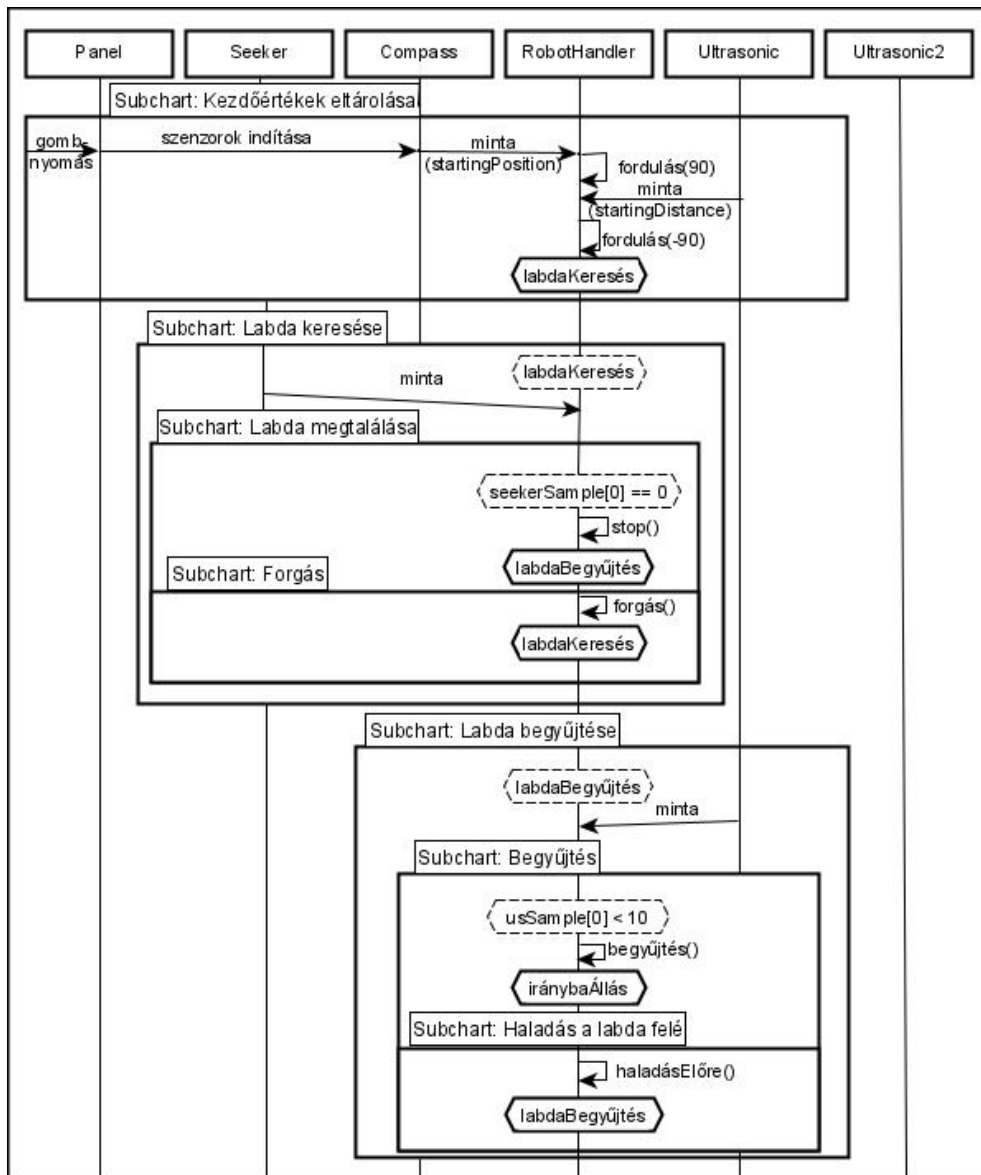 Panel
Seeker
Compass
RobotHandler
Ultrasonic
Ultrasonic2
Subchart: Kezdőértékek eltárolása
gomb-
nyomás
szenzorok indítása
minta
(startingPosition)
fordulás(90)
minta
(startingDistance)
fordulás(-90)
labdaKeresés
Subchart: Labda keresése
labdaKeresés
minta
Subchart: Labda megtalálása
seekerSample[0] == 0
stop()
labdaBegyűjtés
Subchart: Forgás
forgás()
labdaKeresés
Subchart: Labda begyűjtése
labdaBegyűjtés
minta
Subchart: Begyűjtés
usSample[0] < 10
begyűjtés()
iránybaÁllás
Subchart: Haladás a labda felé
haladásElőre()
labdaBegyűjtés